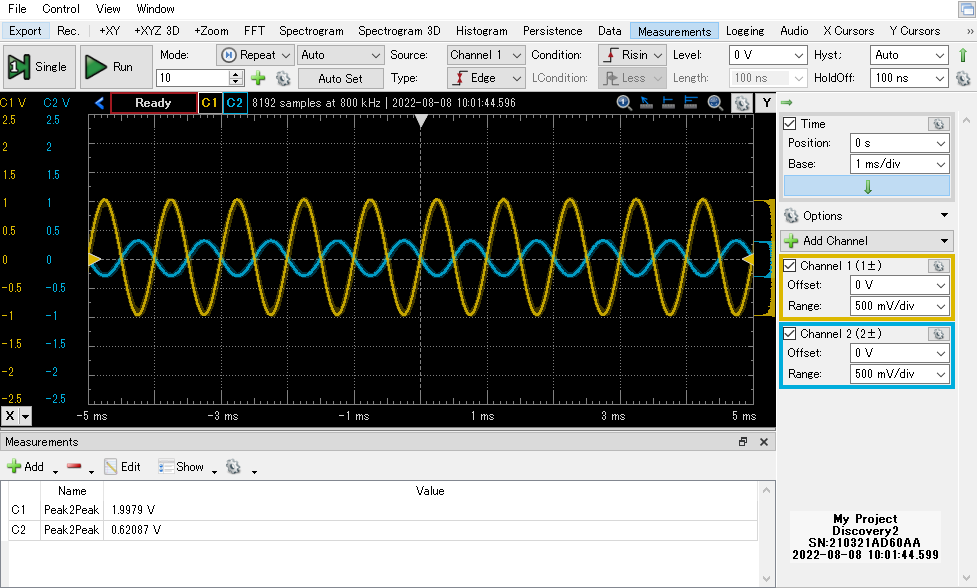 File Control View Window
Export Rec. +XY +XYZ 3D +Zoom FFT Spectrogram Spectrogram 3D Histogram Persistence Data Measurements Logging Audio X Cursors Y Cursors »
Single Run Mode: Repeat Auto Source: Channel 1 Condition: Risin Level: 0 V Hyst: Auto
10 Auto Set Type: Edge LCondition: Less Length: 100 ns HoldOff: 100 ns
C1 V C2 V Ready C1 C2 8192 samples at 800 kHz | 2022-08-08 10:01:44.596 Y
2.5 2.5
2 2
1.5 1.5
1 1
0.5 0.5
0 0
-0.5 -0.5
-1 -1
-1.5 -1.5
-2 -2
-2.5 -2.5
X -5 ms -3 ms -1 ms 1 ms 3 ms 5 ms
Time
Position: 0 s
Base: 1 ms/div
Options
Add Channel
Channel 1 (1±)
Offset: 0 V
Range: 500 mV/div
Channel 2 (2±)
Offset: 0 V
Range: 500 mV/div
Measurements
Add Edit Show
Name Value
C1 Peak2Peak 1.9979 V
C2 Peak2Peak 0.62087 V
My Project
Discovery2
SN:210321AD60AA
2022-08-08 10:01:44.599